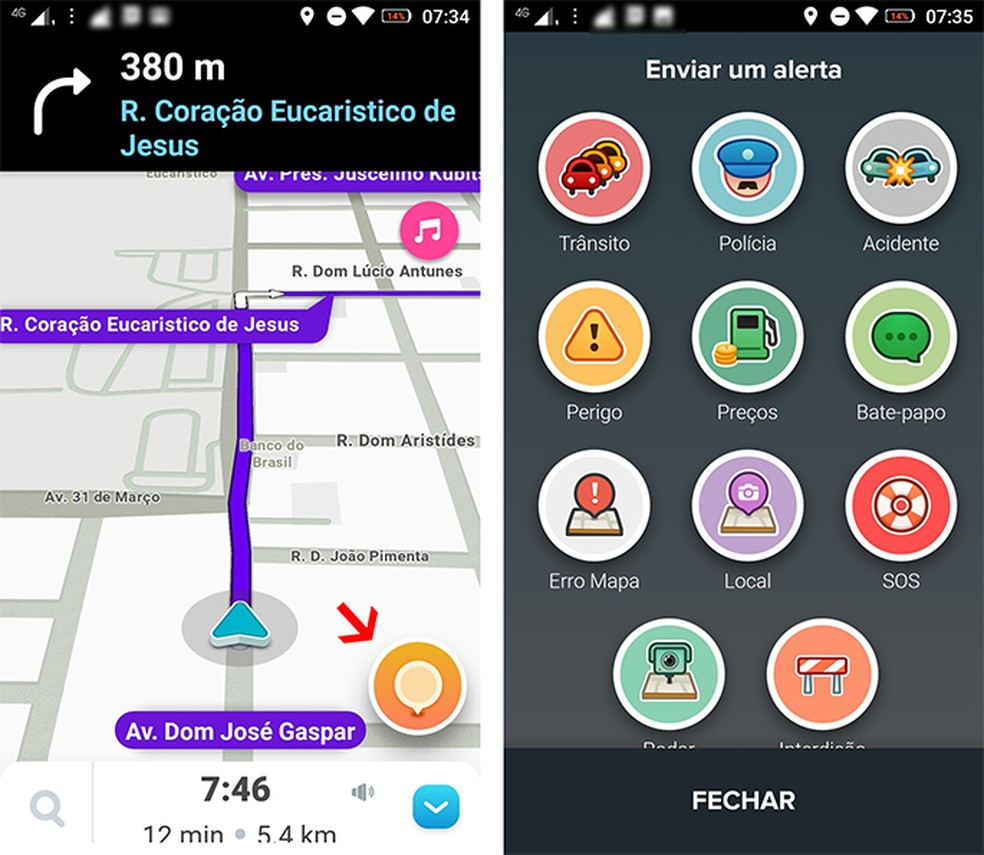 4G
14%
07:34
380 m
R. Coração Eucaristico de
Jesus
Eucarístico
Av. Pres. Juscelino Kubits
R. Dom Lúcio Antunes
R. Coração Eucaristico de Jesus
R. Dom Aristídes
Banco do
Brasil
Av. 31 de Março
R. D. João Pimenta
Av. Dom José Gaspar
7:46
12 min • 5,4 km
4G
14%
07:35
Enviar um alerta
Trânsito
Polícia
Acidente
Perigo
Preços
Bate-papo
Erro Mapa
Local
SOS
Radar
Interdição
FECHAR